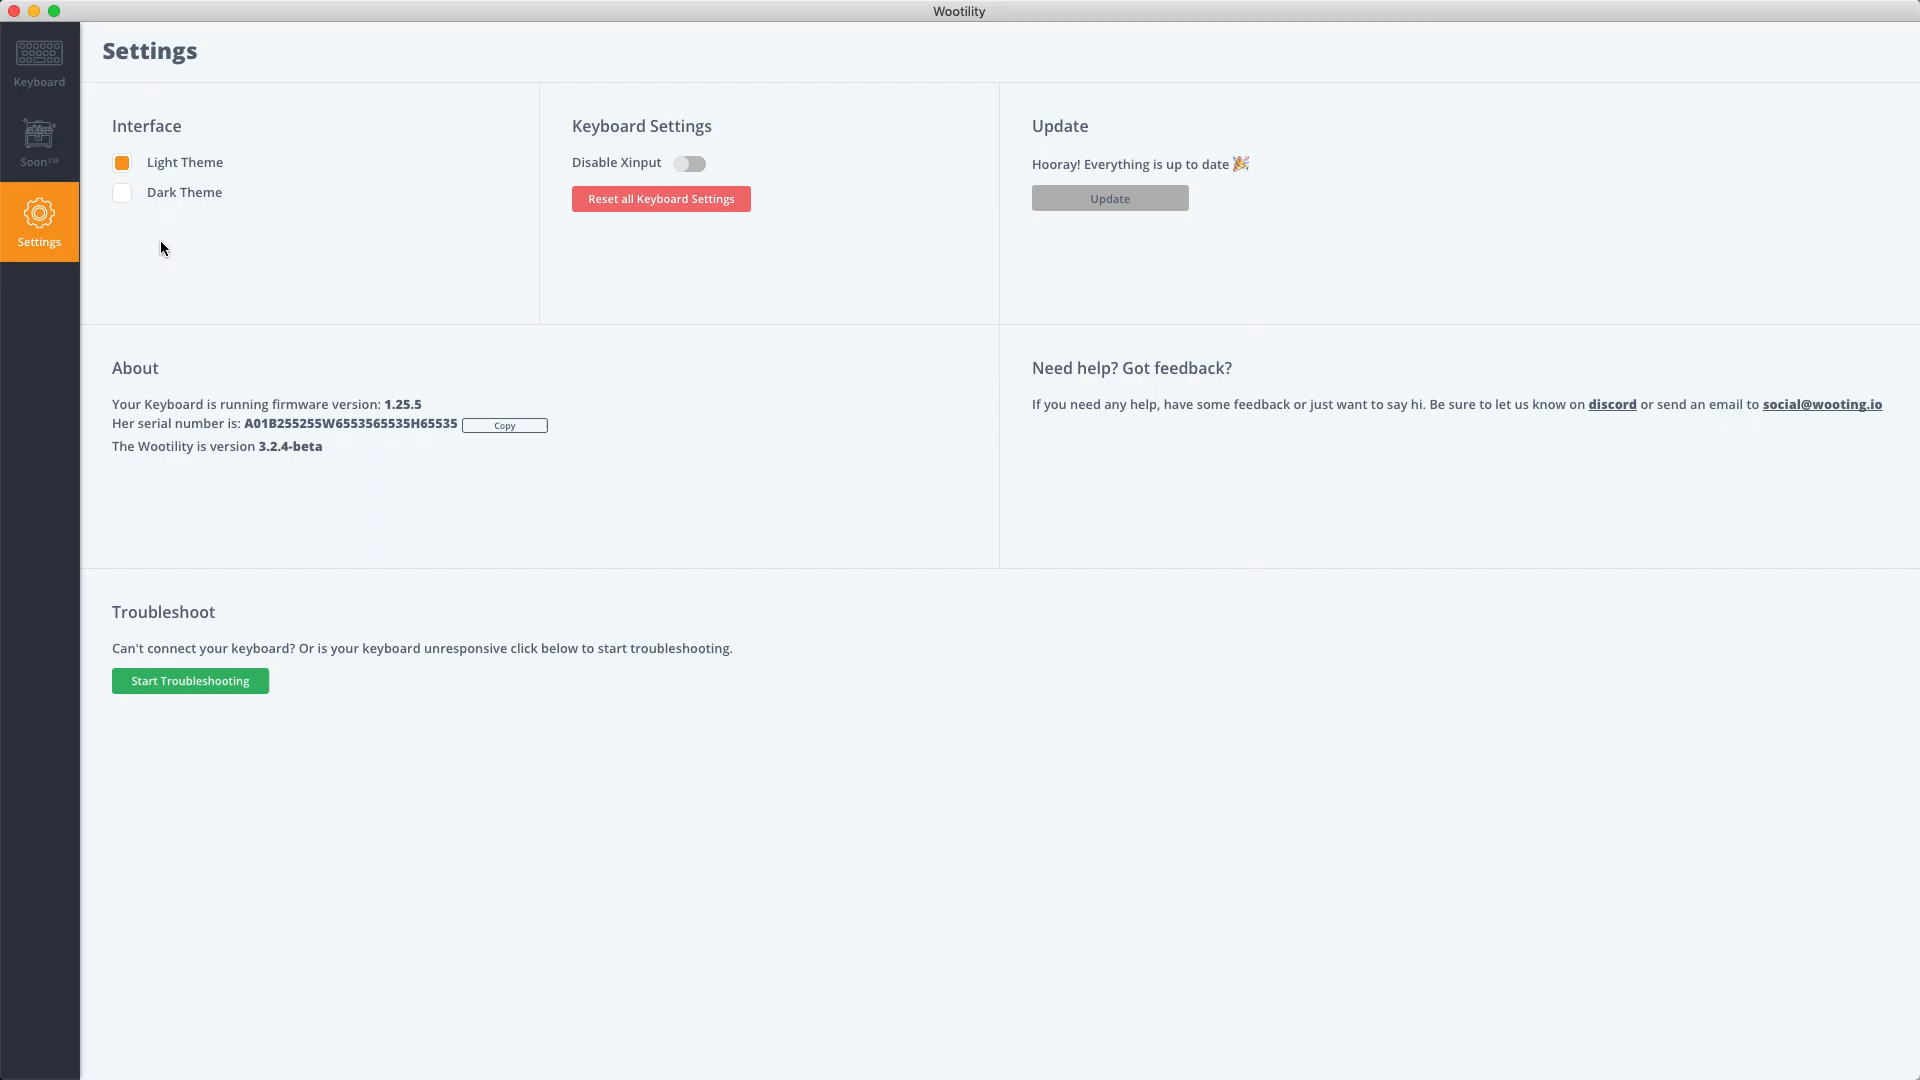 Wootility
Keyboard
Soon™
Settings
Settings
Interface
Light Theme
Dark Theme
Keyboard Settings
Disable Xinput
Reset all Keyboard Settings
Update
Hooray! Everything is up to date 🎉
Update
About
Your Keyboard is running firmware version: 1.25.5
Her serial number is: A01B255255W6553565535H65535 Copy
The Wootility is version 3.2.4-beta
Need help? Got feedback?
If you need any help, have some feedback or just want to say hi. Be sure to let us know on discord or send an email to social@wooting.io
Troubleshoot
Can't connect your keyboard? Or is your keyboard unresponsive click below to start troubleshooting.
Start Troubleshooting